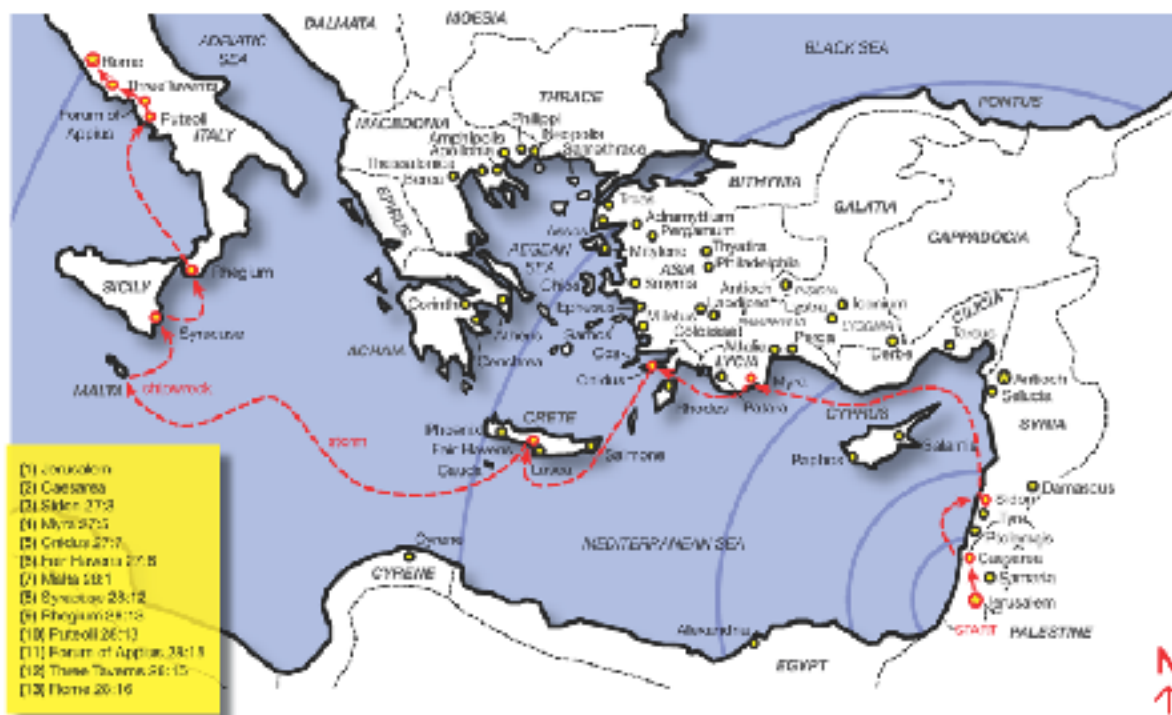 DALMATIA
MOESIA
ADRIATIC
SEA
BLACK SEA
Rome
Three Taverns
Forum of
Appius
Puteoli
ITALY
THRACE
PONTUS
MACEDONIA
Philippi
Amphipolis
Neapolis
Apollonia
Samothrace
Thessalonica
Berea
EPIRUS
BITHYNIA
GALATIA
CAPPADOCIA
Troas
Assos
Adramyttium
Pergamum
AEGEAN
SEA
Mitylene
Thyatira
ASIA
Philadelphia
Rhegium
SICILY
Chios
Smyrna
Antioch
PISIDIA
Iconium
CILICIA
Corinth
Ephesus
Laodicea
Lystra
LYCAONIA
Syracuse
Athens
Samos
Miletus
Colossae
Tarsus
ACHAIA
Cenchrea
Cos
Attalia
Perga
Derbe
MALTA
shipwreck
Cnidus
LYCIA
Myra
Antioch
Seleucia
Rhodes
Patara
CYPRUS
SYRIA
storm
Phoenix
CRETE
Fair Havens
Salmone
Cauda
Lasea
Paphos
Salamis
Damascus
Sidon
Tyre
Ptolemais
Cyrene
MEDITERRANEAN SEA
Caesarea
CYRENE
Samaria
Jerusalem
START
PALESTINE
Alexandria
EGYPT
N
↑
(1) Jerusalem
(2) Caesarea
(3) Sidon 27:3
(4) Myra 27:5
(5) Cnidus 27:7
(6) Fair Havens 27:8
(7) Malta 28:1
(8) Syracuse 28:12
(9) Rhegium 28:13
(10) Puteoli 28:13
(11) Forum of Appius 28:15
(12) Three Taverns 28:15
(13) Rome 28:16